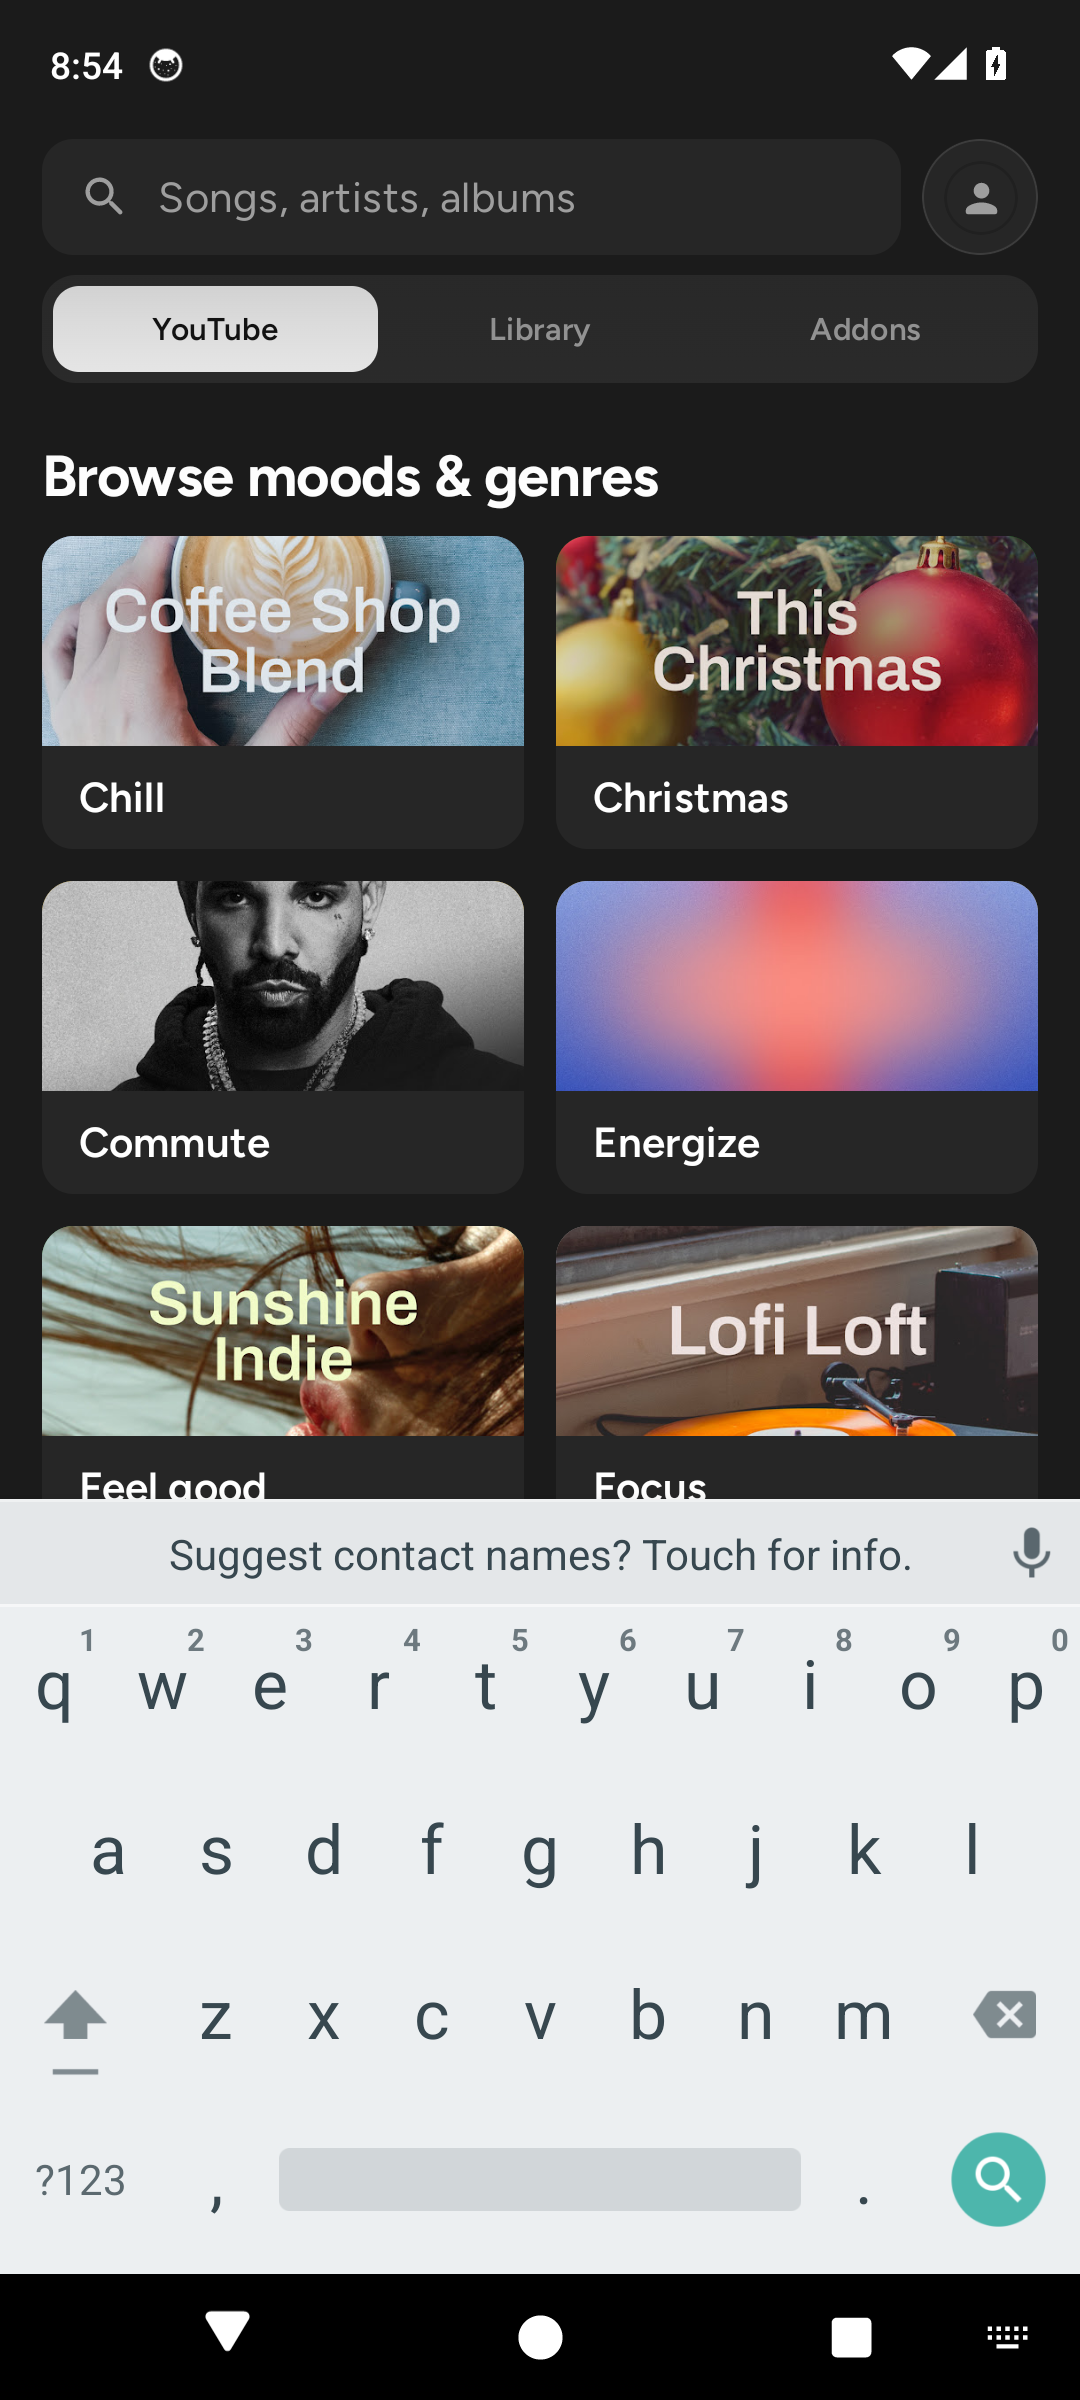 8:54
Songs, artists, albums
YouTube
Library
Addons
Browse moods & genres
Coffee Shop
Blend
This
Christmas
Chill
Christmas
Commute
Energize
Sunshine
Indie
Lofi Loft
Feel good
Focus
Suggest contact names? Touch for info.
1 2 3 4 5 6 7 8 9 0
q w e r t y u i o p
a s d f g h j k l
z x c v b n m
?123 , .